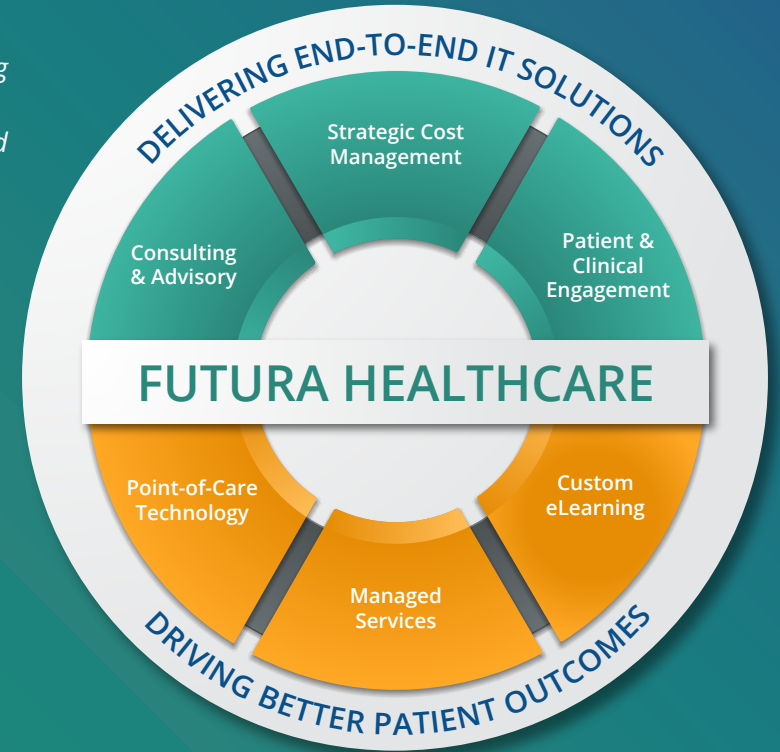 DELIVERING END-TO-END IT SOLUTIONS
Strategic Cost
Management
Consulting
& Advisory
Patient &
Clinical
Engagement
FUTURA HEALTHCARE
Point-of-Care
Technology
Custom
eLearning
Managed
Services
DRIVING BETTER PATIENT OUTCOMES